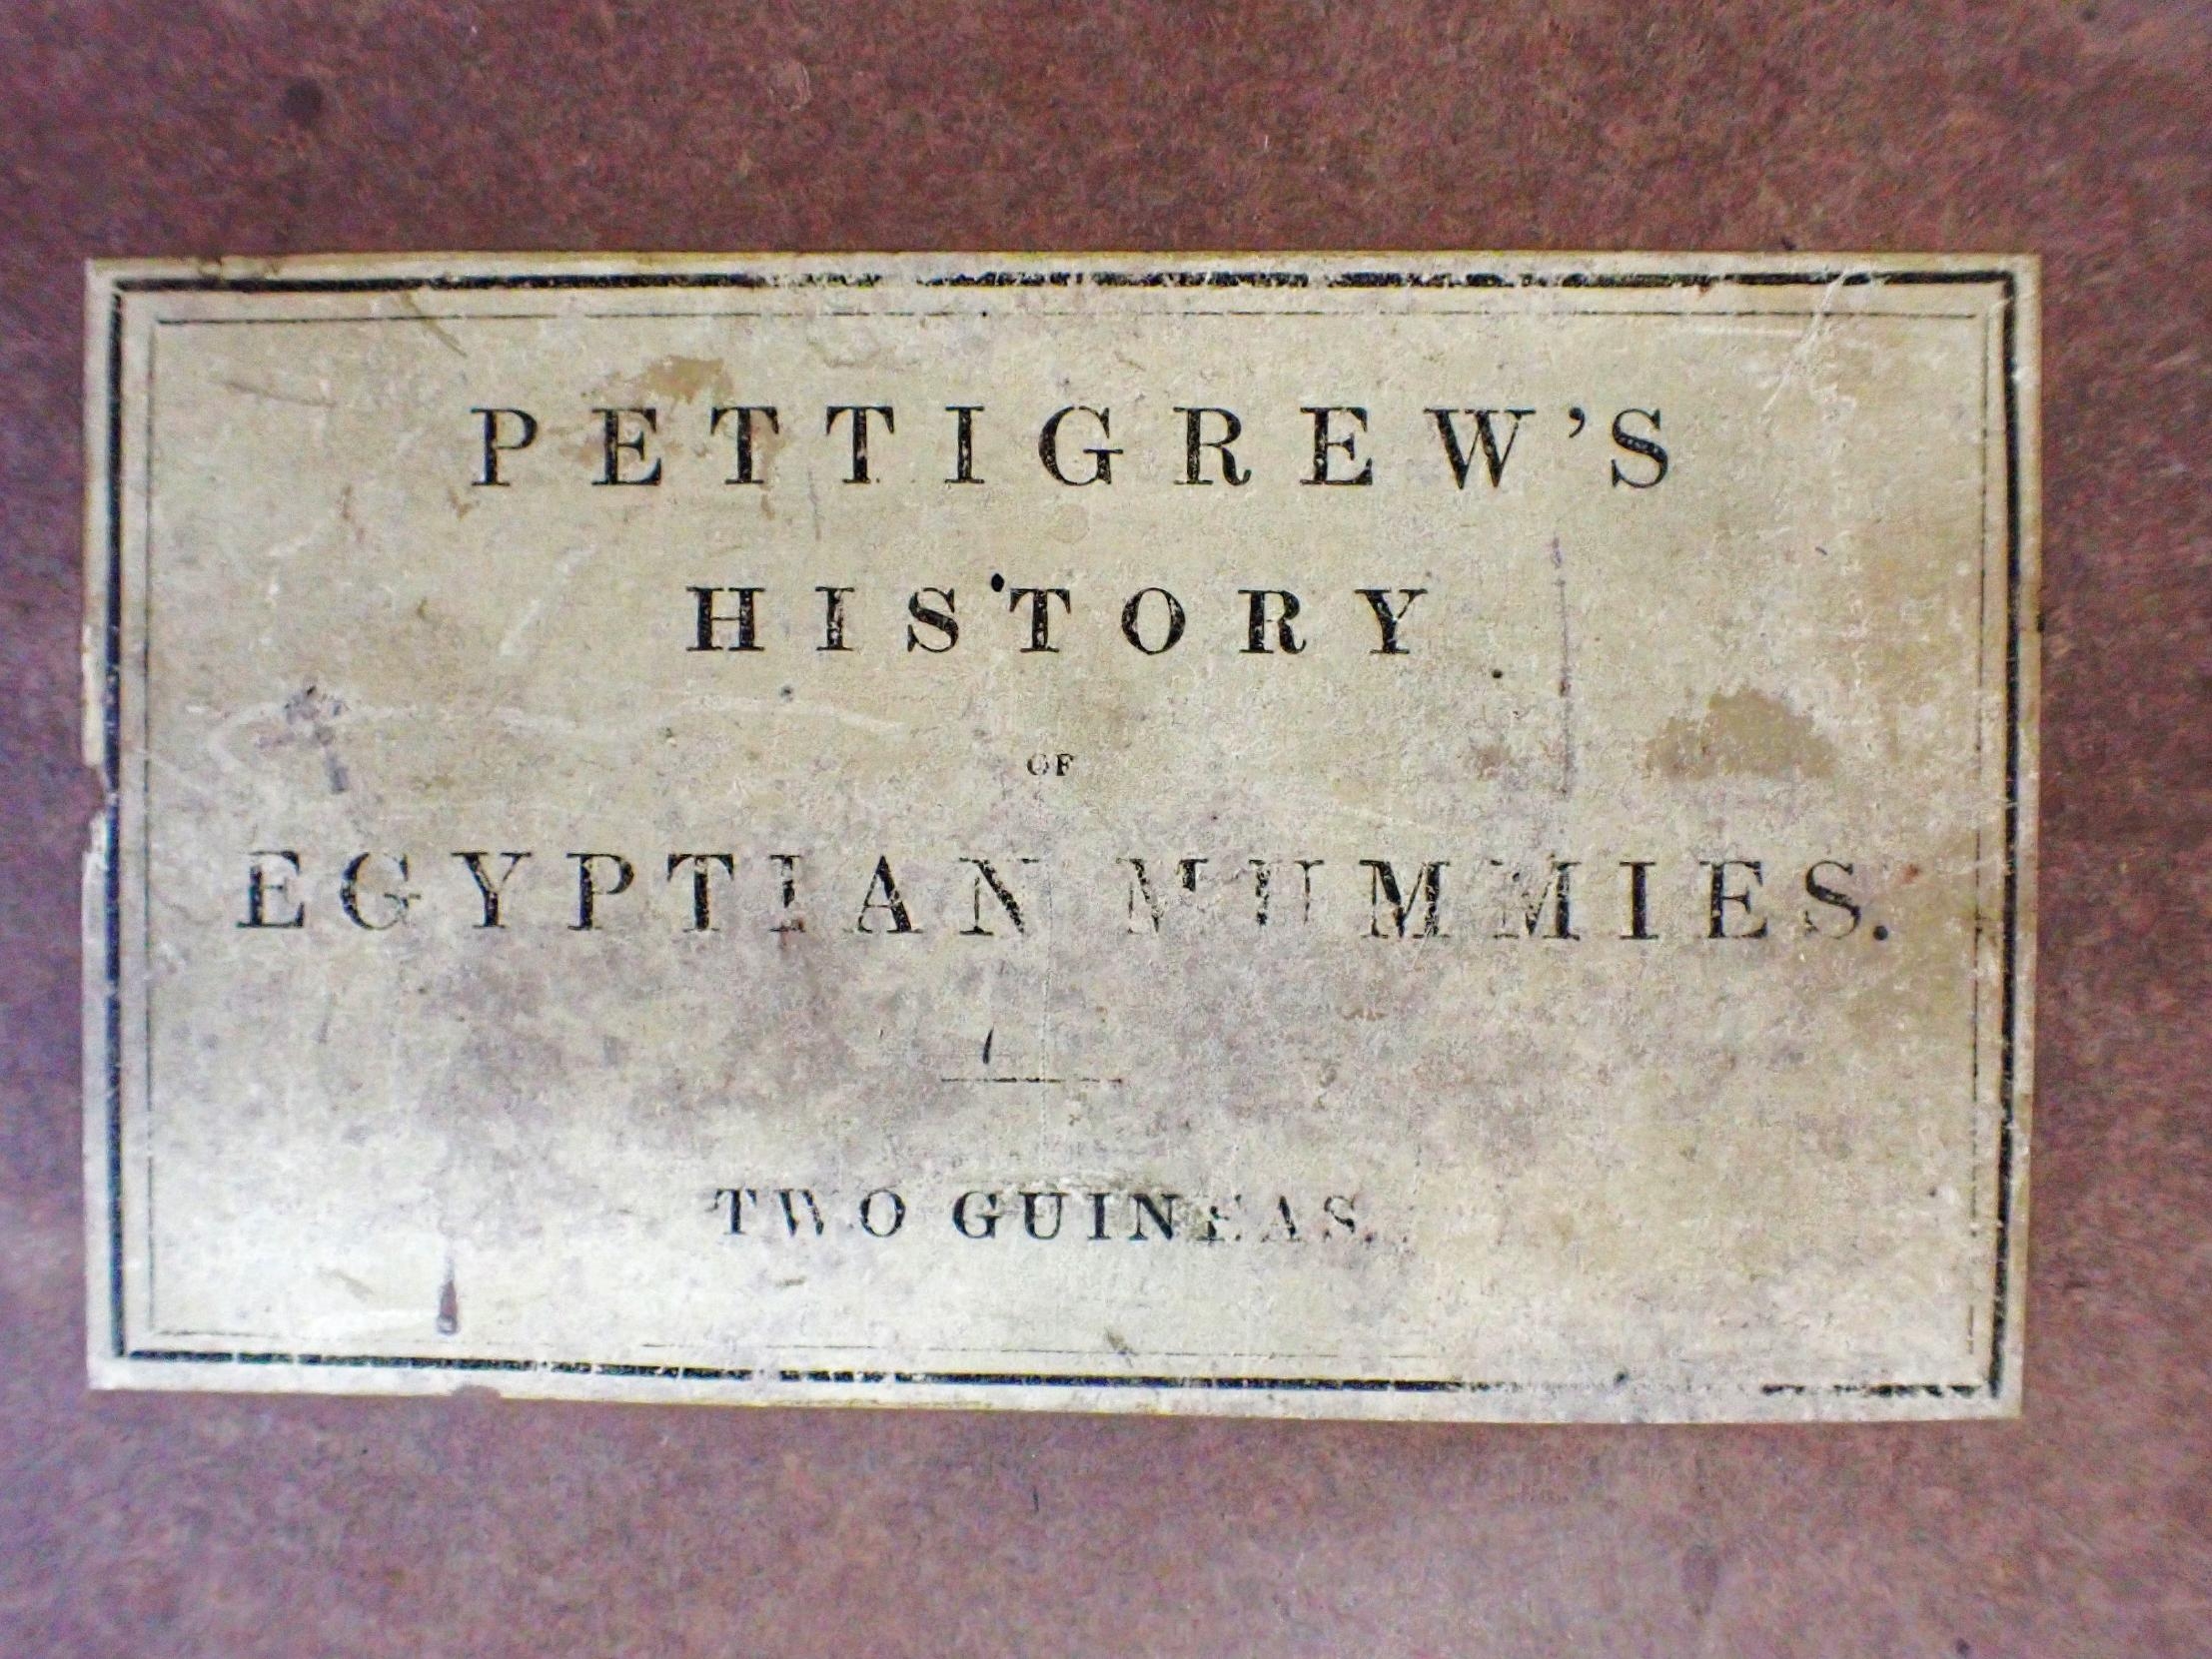 PETTIGREW'S
HISTORY
OF
EGYPTIAN MUMMIES.
TWO GUINEAS.